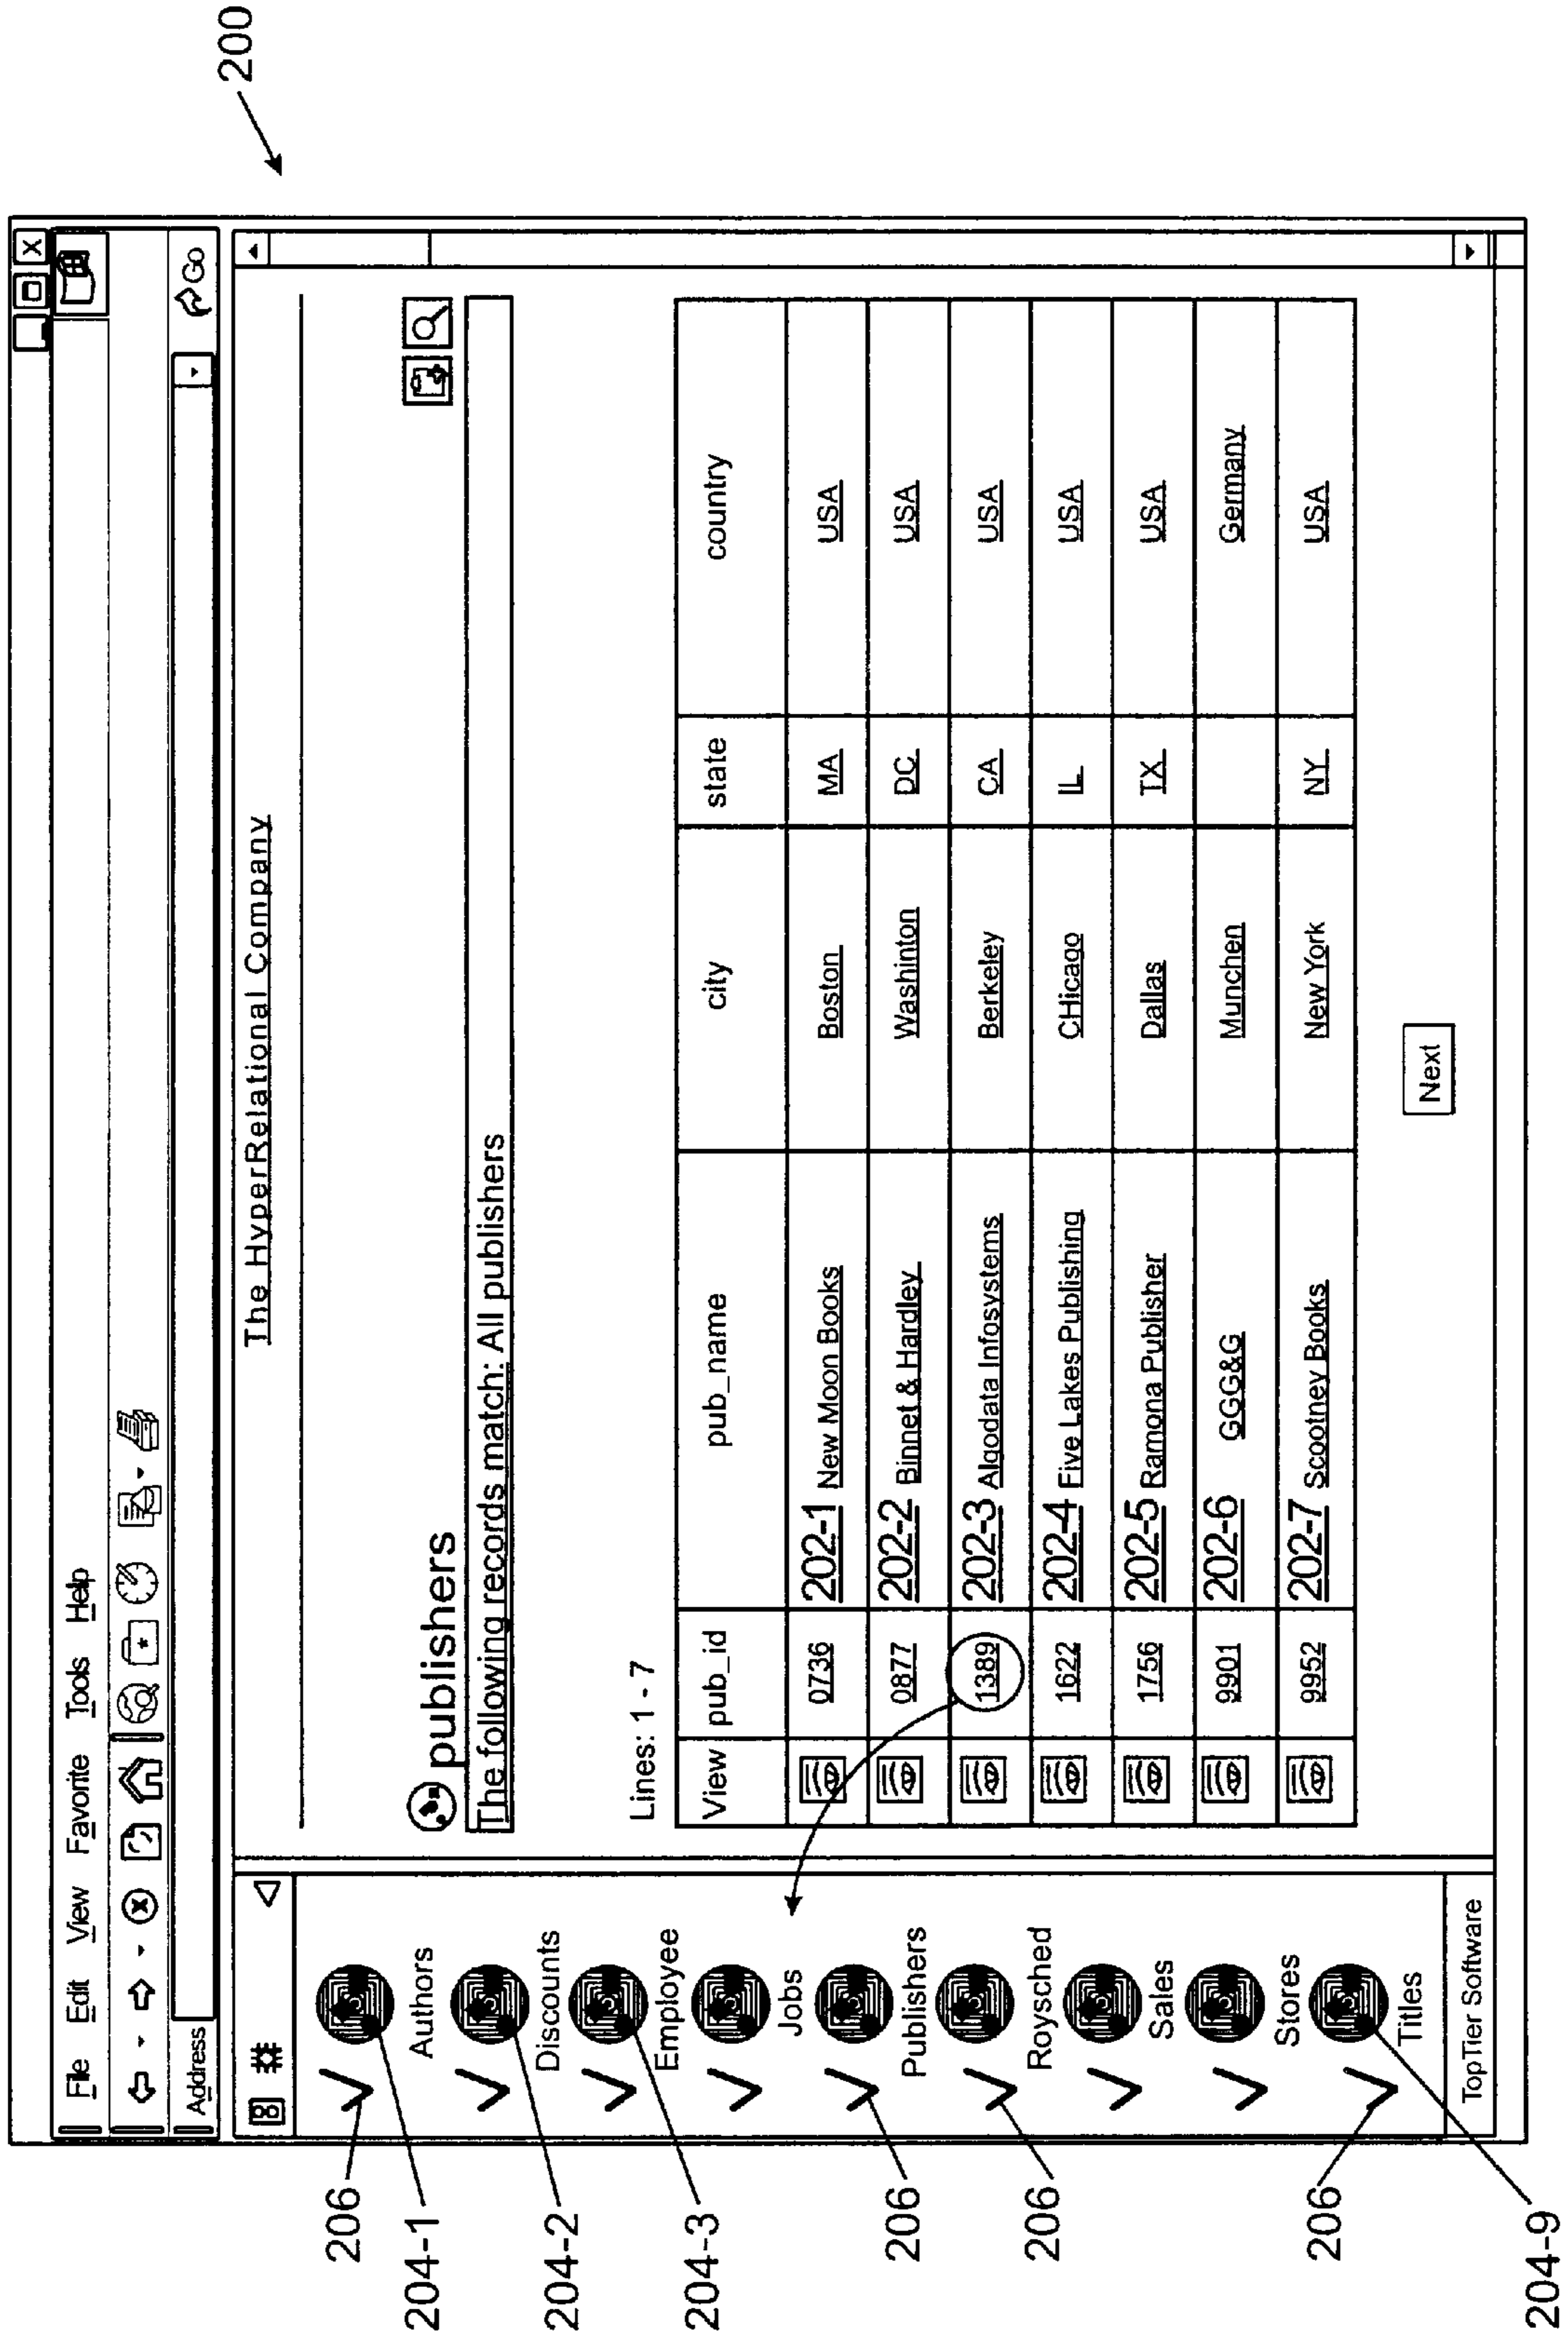 200
X
File Edit View Favorite Tools Help
Address
Go
The HyperRelational Company
publishers
The following records match: All publishers
Lines: 1 - 7
View pub_id pub_name city state country
0736 202-1 New Moon Books Boston MA USA
0877 202-2 Binnet & Hardley Washinton DC USA
1389 202-3 Algodata Infosystems Berkeley CA USA
1622 202-4 Five Lakes Publishing CHicago IL USA
1756 202-5 Ramona Publisher Dallas TX USA
9901 202-6 GGG&G Munchen Germany
9952 202-7 Scootney Books New York NY USA
Next
206
204-1
Authors
204-2
Discounts
204-3
Employee
Jobs
206
Publishers
206
Roysched
Sales
Stores
206
204-9
Titles
TopTier Software